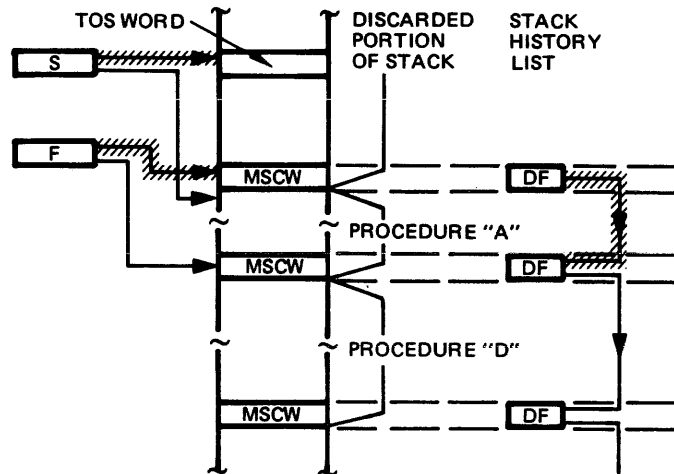 TOS WORD
DISCARDED
PORTION
OF STACK
STACK
HISTORY
LIST
S
F
MSCW
DF
PROCEDURE "A"
MSCW
DF
PROCEDURE "D"
MSCW
DF